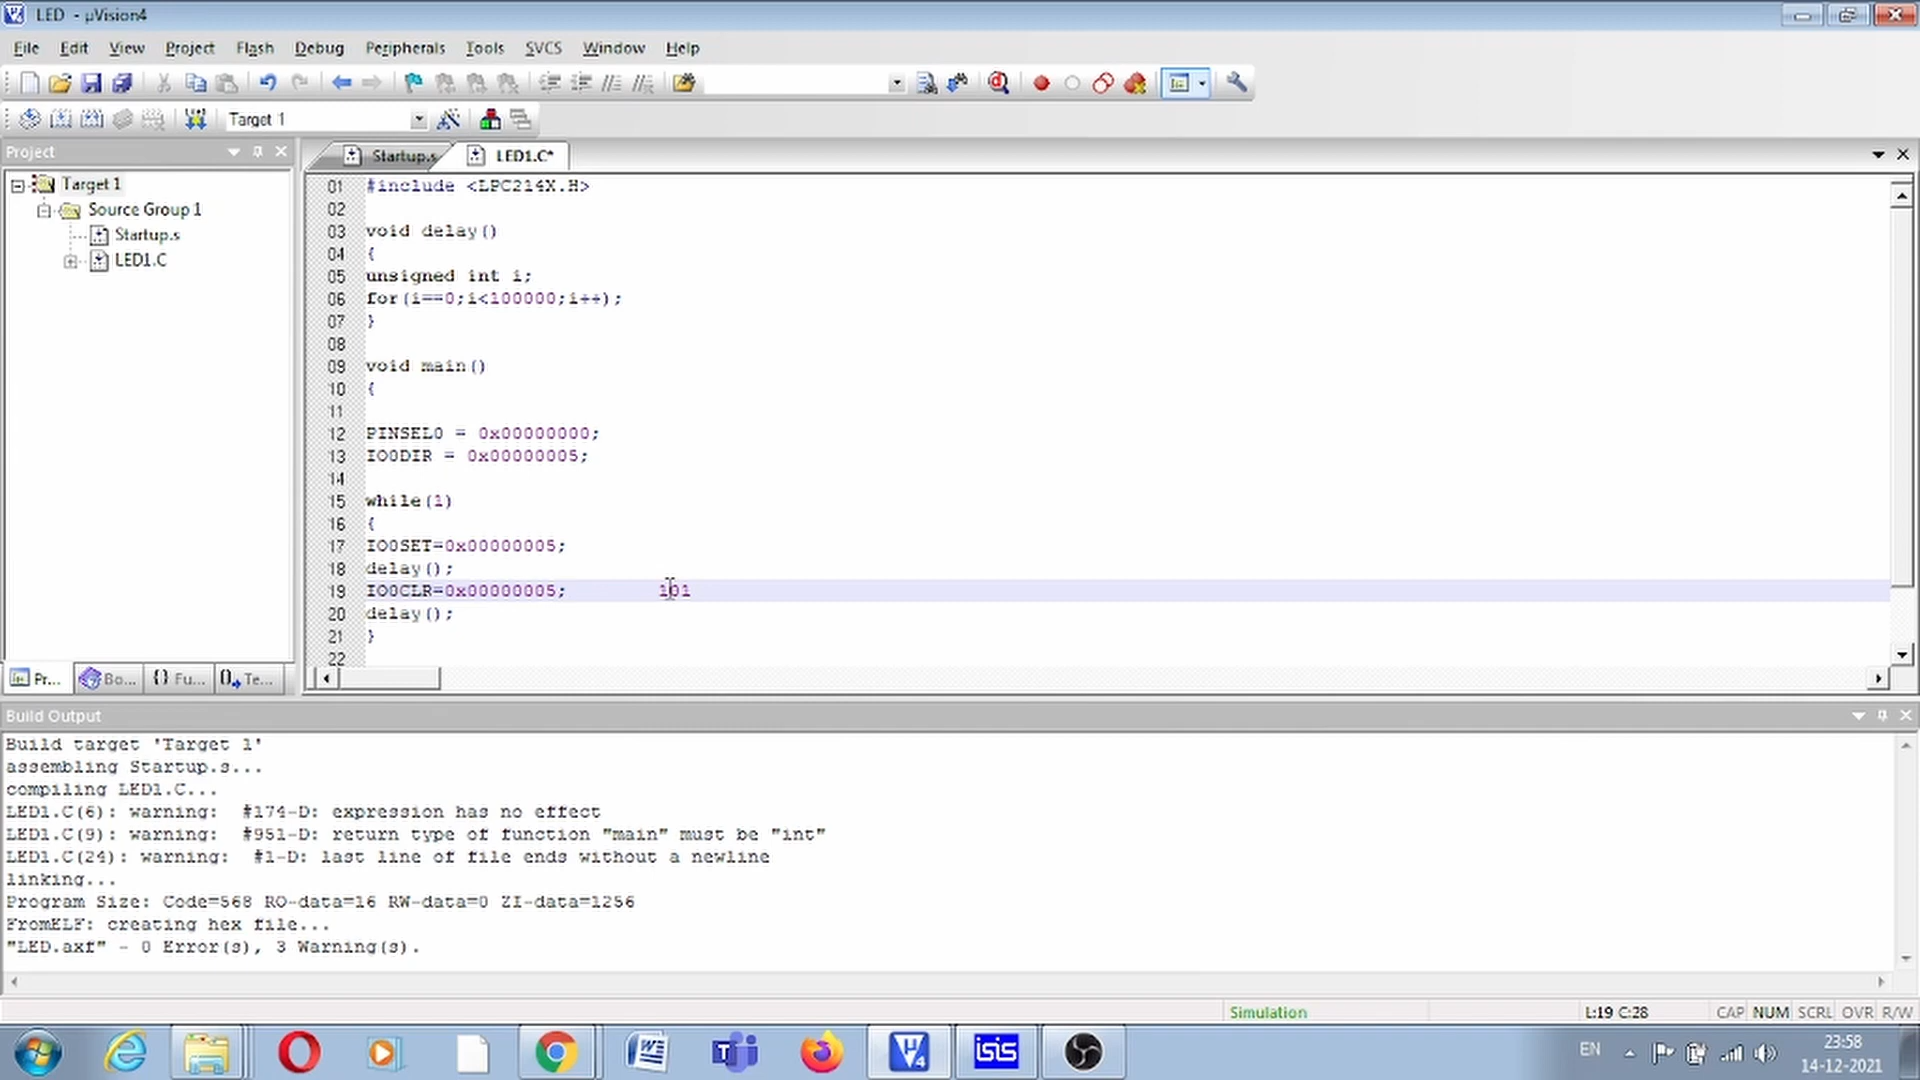 LED - µVision4
File Edit View Project Flash Debug Peripherals Tools SVCS Window Help
Target 1
Project
Startup.s LED1.C*
Target 1
Source Group 1
Startup.s
LED1.C
01 #include <LPC214X.H>
02
03 void delay()
04 {
05 unsigned int i;
06 for(i==0;i<100000;i++);
07 }
08
09 void main()
10 {
11
12 PINSEL0 = 0x00000000;
13 IO0DIR = 0x00000005;
14
15 while(1)
16 {
17 IO0SET=0x00000005;
18 delay();
19 IO0CLR=0x00000005; 101
20 delay();
21 }
22
Pr... Bo... {} Fu... 0 Te...
Build Output
Build target 'Target 1'
assembling Startup.s...
compiling LED1.C...
LED1.C(6): warning: #174-D: expression has no effect
LED1.C(9): warning: #951-D: return type of function "main" must be "int"
LED1.C(24): warning: #1-D: last line of file ends without a newline
linking...
Program Size: Code=568 RO-data=16 RW-data=0 ZI-data=1256
FromELF: creating hex file...
"LED.axf" - 0 Error(s), 3 Warning(s).
Simulation L:19 C:28 CAP NUM SCRL OVR R/W
isis
EN
23:58
14-12-2021